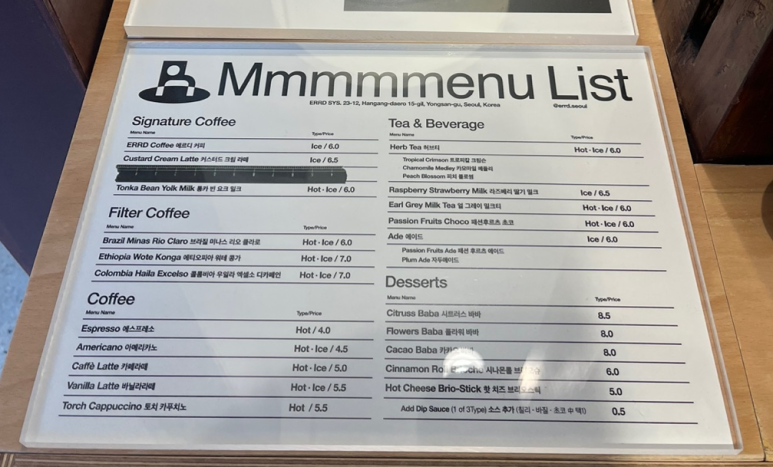 Mmmmmenu List
ERRD SYS. 23-12, Hangang-daero 15-gil, Yongsan-gu, Seoul, Korea
@errd.seoul
Signature Coffee
Menu Name Type/Price
ERRD Coffee 에르디 커피 Ice / 6.0
Custard Cream Latte 커스터드 크림 라떼 Ice / 6.5
Tonka Bean Yolk Milk 통카 빈 요크 밀크 Hot · Ice / 6.0
Filter Coffee
Menu Name Type/Price
Brazil Minas Rio Claro 브라질 미나스 리오 클라로 Hot · Ice / 6.0
Ethiopia Wote Konga 에티오피아 워테 콩가 Hot · Ice / 7.0
Colombia Haila Excelso 콜롬비아 우일라 엑셀소 디카페인 Hot · Ice / 7.0
Coffee
Menu Name Type/Price
Espresso 에스프레소 Hot / 4.0
Americano 아메리카노 Hot · Ice / 4.5
Caffè Latte 카페라떼 Hot · Ice / 5.0
Vanilla Latte 바닐라라떼 Hot · Ice / 5.5
Torch Cappuccino 토치 카푸치노 Hot / 5.5
Tea & Beverage
Menu Name Type/Price
Herb Tea 허브티 Hot · Ice / 6.0
Tropical Crimson 트로피칼 크림슨
Chamomile Medley 카모마일 메들리
Peach Blossom 피치 블로썸
Raspberry Strawberry Milk 라즈베리 딸기 밀크 Ice / 6.5
Earl Grey Milk Tea 얼 그레이 밀크티 Hot · Ice / 6.0
Passion Fruits Choco 패션후르츠 초코 Hot · Ice / 6.0
Ade 에이드 Ice / 6.0
Passion Fruits Ade 패션 후르츠 에이드
Plum Ade 자두에이드
Desserts
Menu Name Type/Price
Citruss Baba 시트러스 바바 8.5
Flowers Baba 플라워 바바 8.0
Cacao Baba 8.0
Cinnamon 시나몬롤 6.0
Hot Cheese Brio-Stick 핫 치즈 브리오스틱 5.0
Add Dip Sauce (1 of 3Type) 소스 추가 (칠리 · 바질 · 초코 中 택1) 0.5